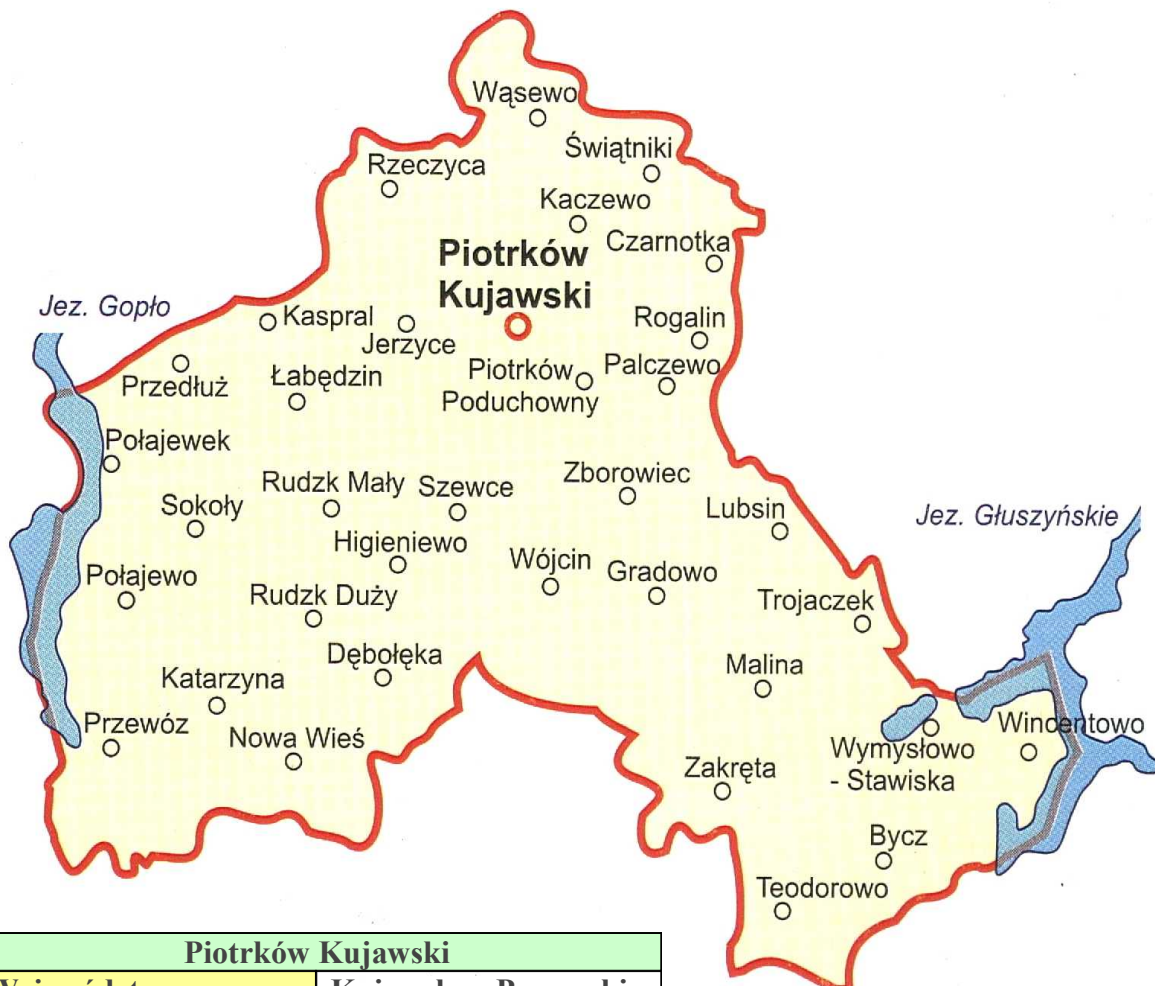 Wąsewo
Świątniki
Rzeczyca
Kaczewo
Czarnotka
Piotrków
Kujawski
Jez. Gopło
Kaspral
Jerzyce
Rogalin
Przedłuż
Łabędzin
Piotrków
Poduchowny
Palczewo
Połajewek
Rudzk Mały
Szewce
Zborowiec
Sokoły
Lubsin
Jez. Głuszyńskie
Higieniewo
Wójcin
Gradowo
Połajewo
Rudzk Duży
Trojaczek
Dębołęka
Malina
Katarzyna
Przewóz
Nowa Wieś
Wincentowo
Wymysłowo
- Stawiska
Zakręta
Bycz
Teodorowo
Piotrków Kujawski